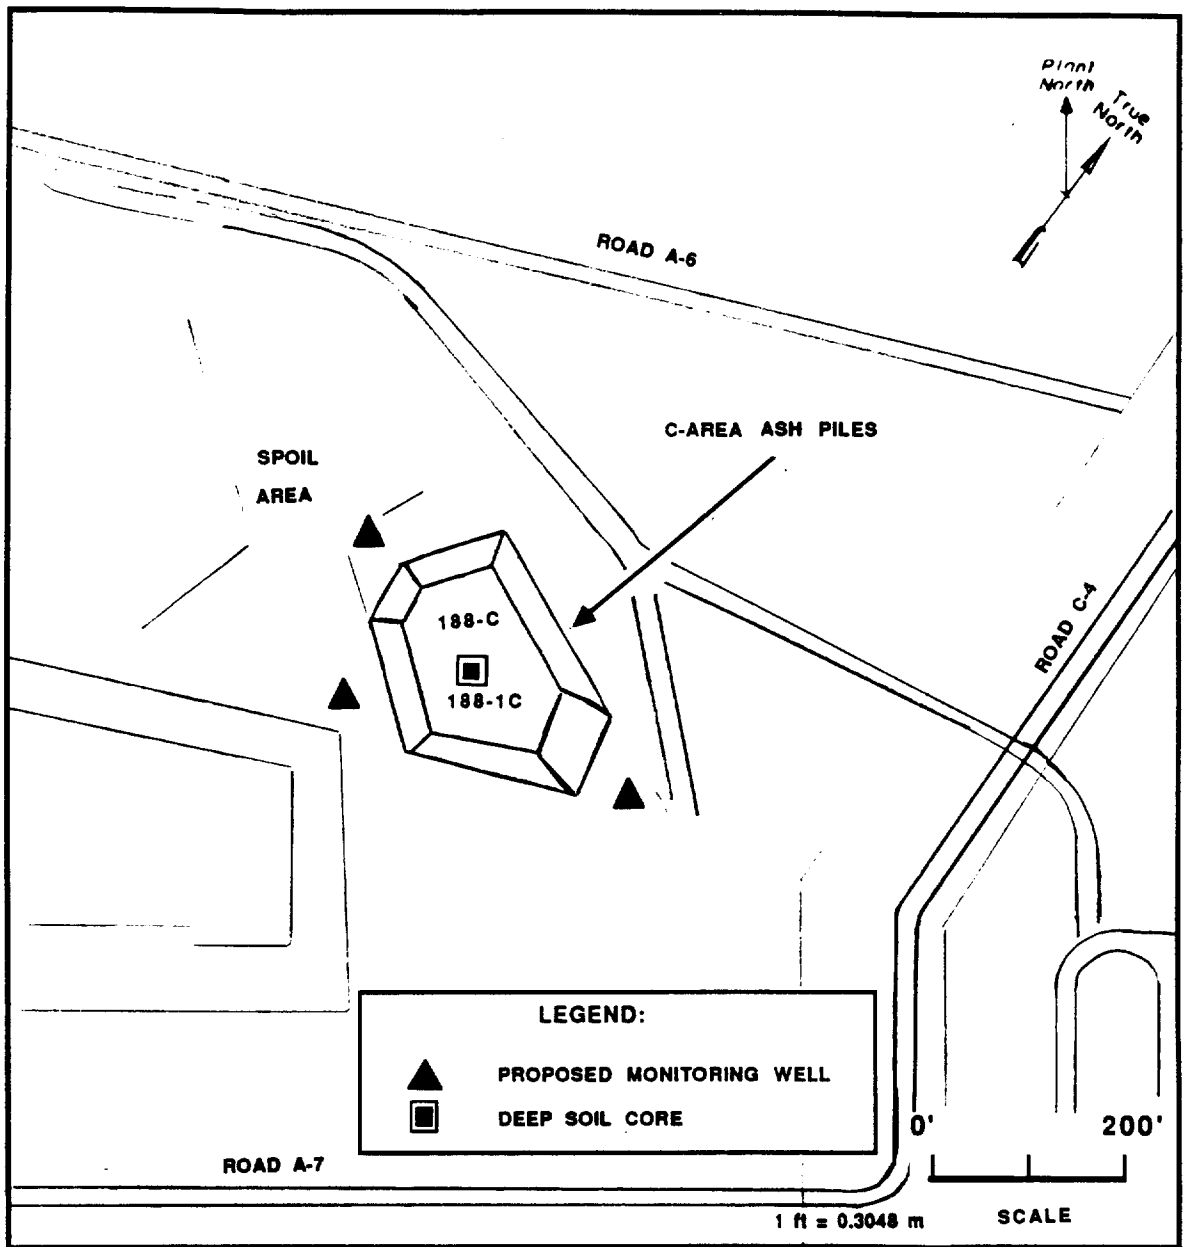 Plant
North
True
North
ROAD A-6
C-AREA ASH PILES
SPOIL
AREA
188-C
188-1C
ROAD C-4
LEGEND:
PROPOSED MONITORING WELL
DEEP SOIL CORE
0' 200'
SCALE
ROAD A-7
1 ft = 0.3048 m